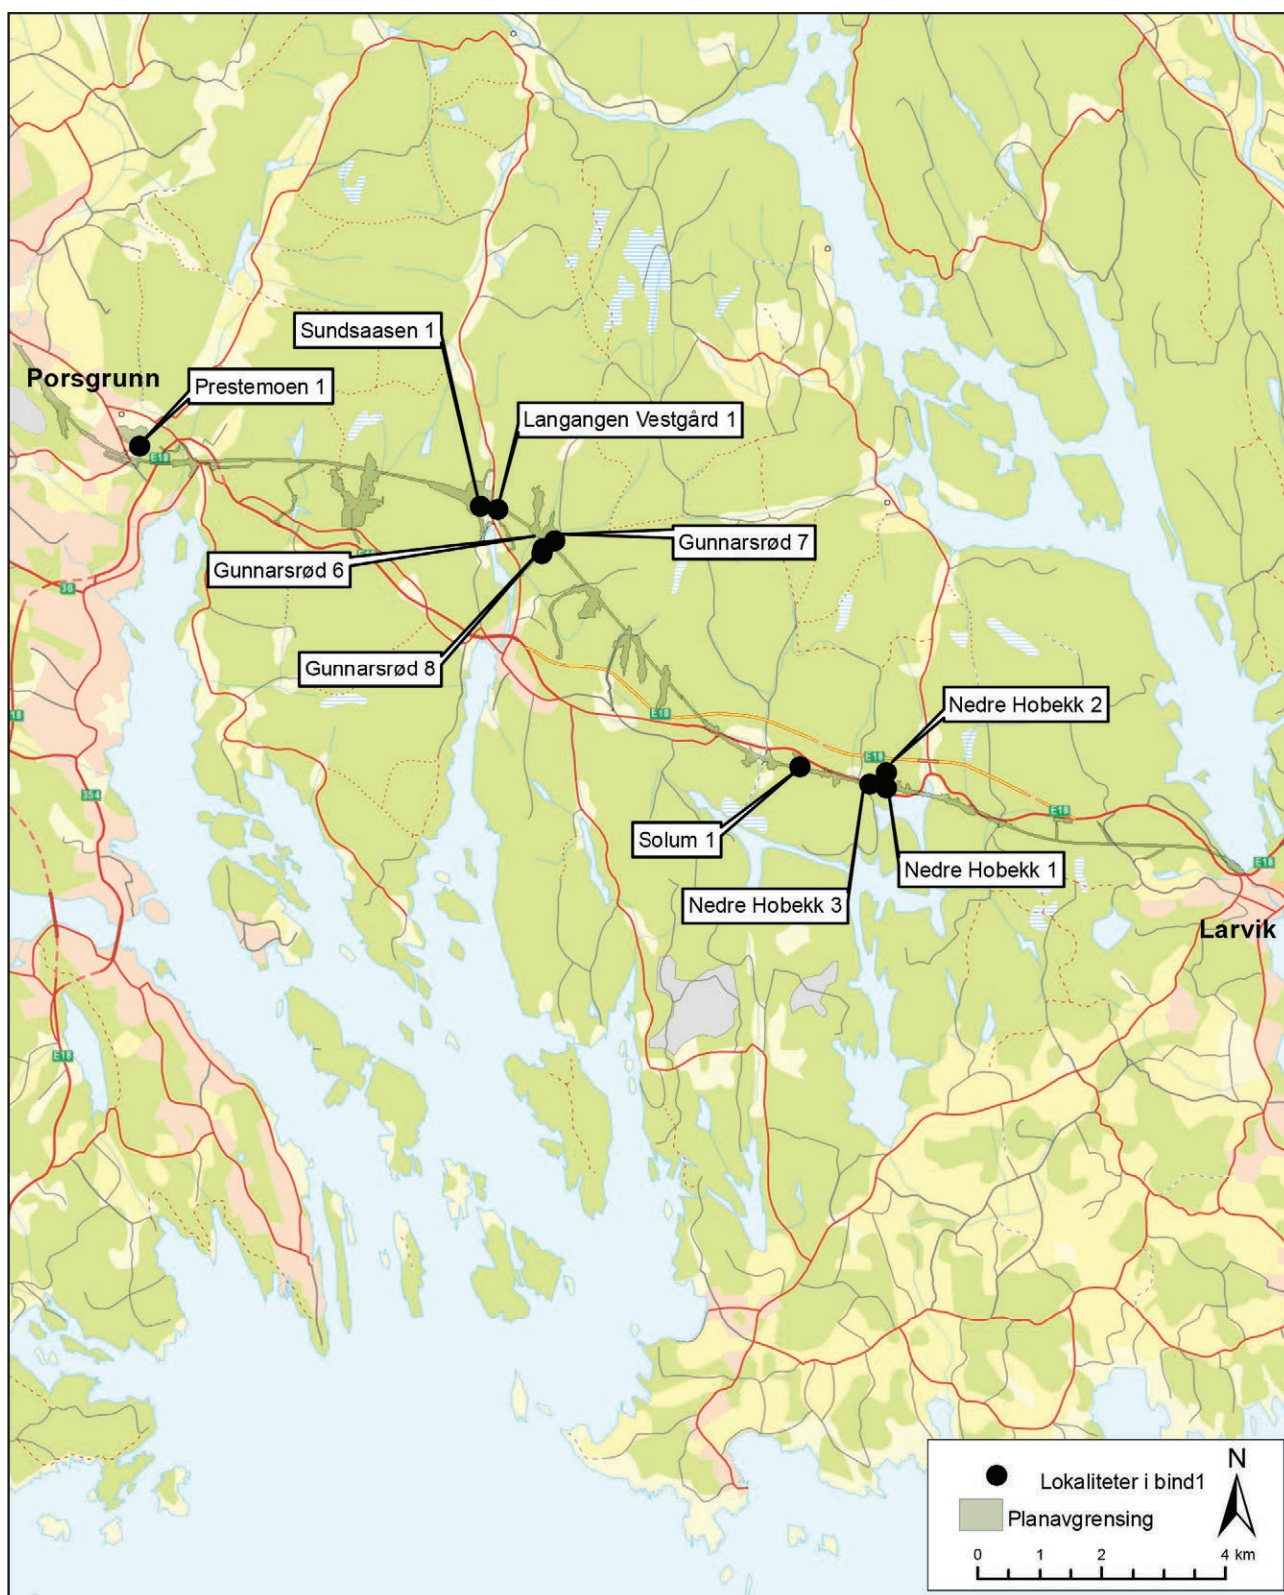 Sundsaasen 1
Porsgrunn
Prestemoen 1
Langangen Vestgård 1
E18
Gunnarsrød 7
Gunnarsrød 6
36
Gunnarsrød 8
Nedre Hobekk 2
18
E18
E18
354
E18
Solum 1
E18
Nedre Hobekk 1
Nedre Hobekk 3
Larvik
E18
N
Lokaliteter i bind1
Planavgrensing
0 1 2 4 km